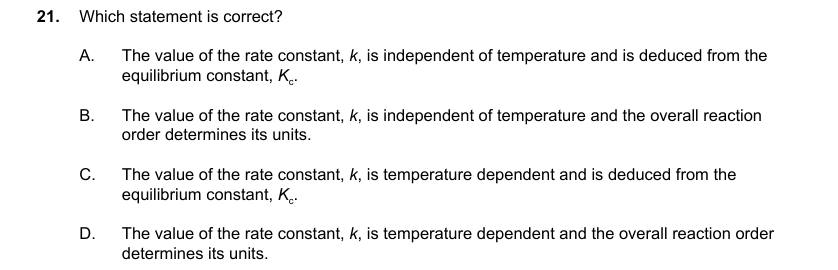 21. Which statement is correct?
A. The value of the rate constant, k, is independent of temperature and is deduced from the
equilibrium constant, Kc.
B. The value of the rate constant, k, is independent of temperature and the overall reaction
order determines its units.
C. The value of the rate constant, k, is temperature dependent and is deduced from the
equilibrium constant, Kc.
D. The value of the rate constant, k, is temperature dependent and the overall reaction order
determines its units.